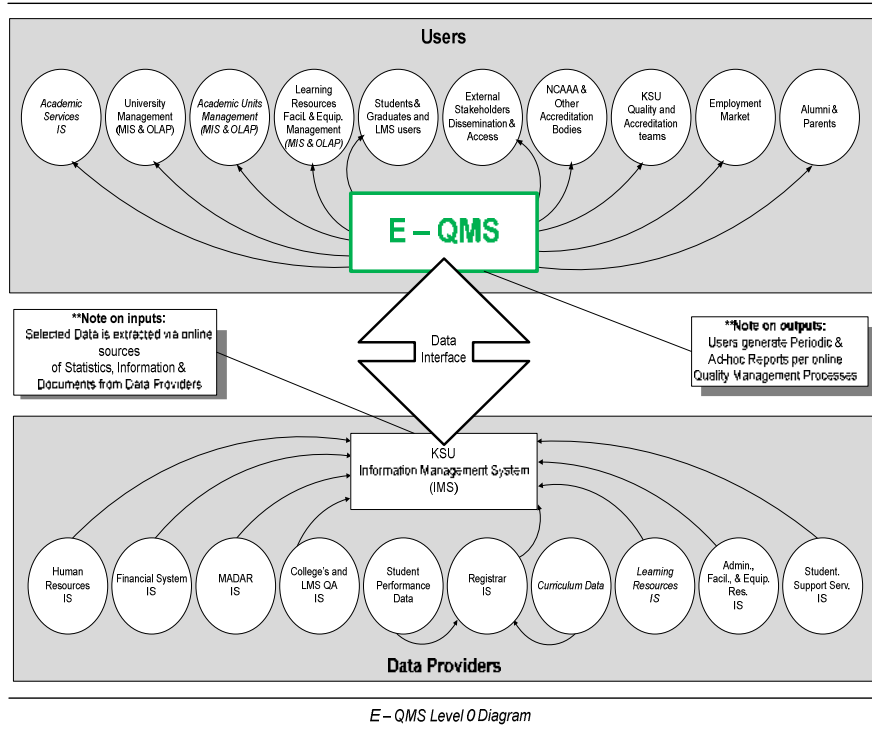 Users
Academic
Services
IS
University
Management
(MIS & OLAP)
Academic Units
Management
(MIS & OLAP)
Learning
Resources
Facil. & Equip.
Management
(MIS & OLAP)
Students &
Graduates and
LMS users
External
Stakeholders
Dissemination &
Access
NCAAA &
Other
Accreditation
Bodies
KSU
Quality and
Accreditation
teams
Employment
Market
Alumni &
Parents
E – QMS
**Note on inputs:
Selected Data is extracted via online
sources
of Statistics, Information &
Documents from Data Providers
Data
Interface
**Note on outputs:
Users generate Periodic &
Ad-hoc Reports per online
Quality Management Processes
KSU
Information Management System
(IMS)
Human
Resources
IS
Financial System
IS
MADAR
IS
College's and
LMS QA
IS
Student
Performance
Data
Registrar
IS
Curriculum Data
Learning
Resources
IS
Admin.,
Facil., & Equip.
Res.
IS
Student.
Support Serv.
IS
Data Providers
E – QMS Level 0 Diagram